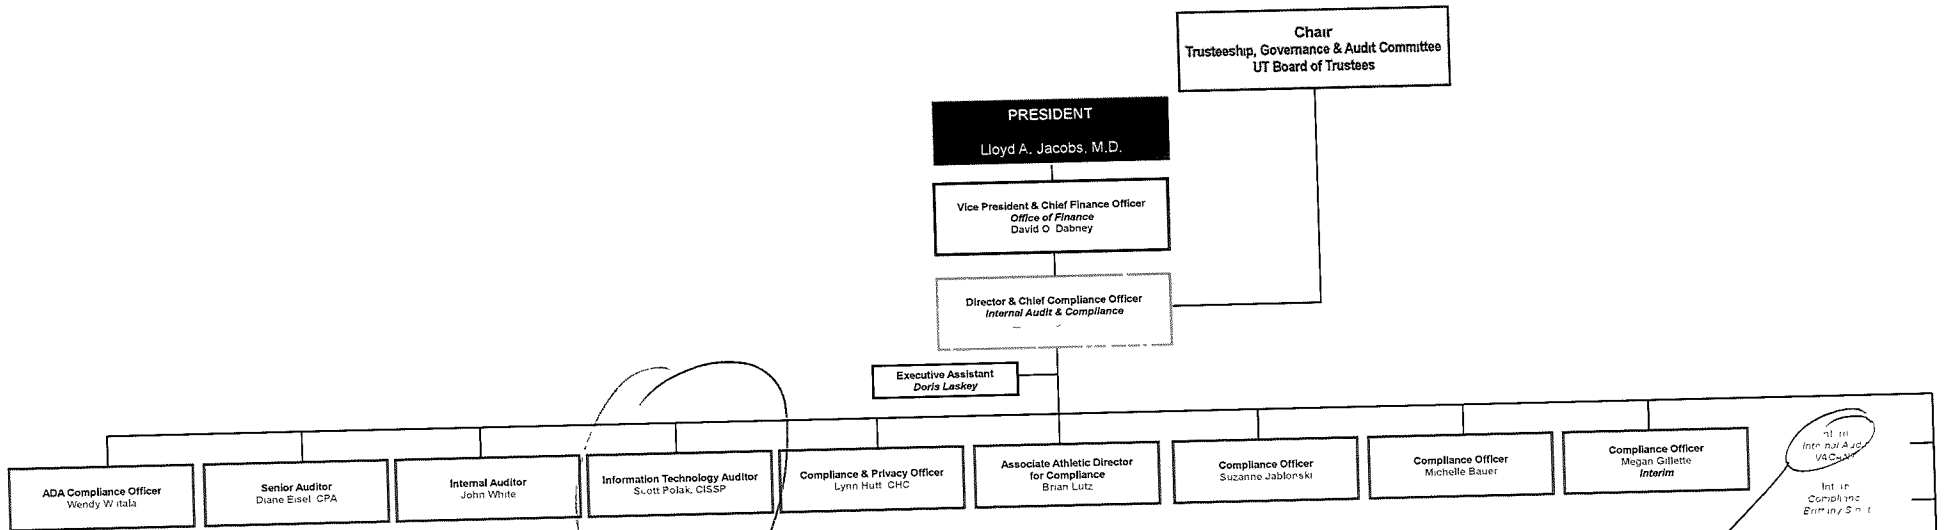 Chair
Trusteeship, Governance & Audit Committee
UT Board of Trustees
PRESIDENT
Lloyd A. Jacobs, M.D.
Vice President & Chief Finance Officer
Office of Finance
David O Dabney
Director & Chief Compliance Officer
Internal Audit & Compliance
Executive Assistant
Doris Laskey
ADA Compliance Officer
Wendy W
Senior Auditor
Diane Eisel CPA
Internal Auditor
John White
Information Technology Auditor
Scott Polak, CISSP
Compliance & Privacy Officer
Lynn Hutt CHC
Associate Athletic Director
for Compliance
Brian Lutz
Compliance Officer
Suzanne Jablonski
Compliance Officer
Michelle Bauer
Compliance Officer
Megan Gillette
Interim